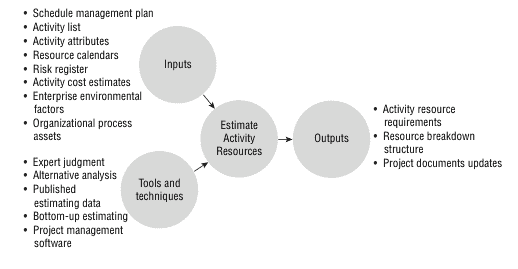 • Schedule management plan
• Activity list
• Activity attributes
• Resource calendars
• Risk register
• Activity cost estimates
• Enterprise environmental
factors
• Organizational process
assets
Inputs
• Expert judgment
• Alternative analysis
• Published
estimating data
• Bottom-up estimating
• Project management
software
Tools and
techniques
Estimate
Activity
Resources
Outputs
• Activity resource
requirements
• Resource breakdown
structure
• Project documents updates